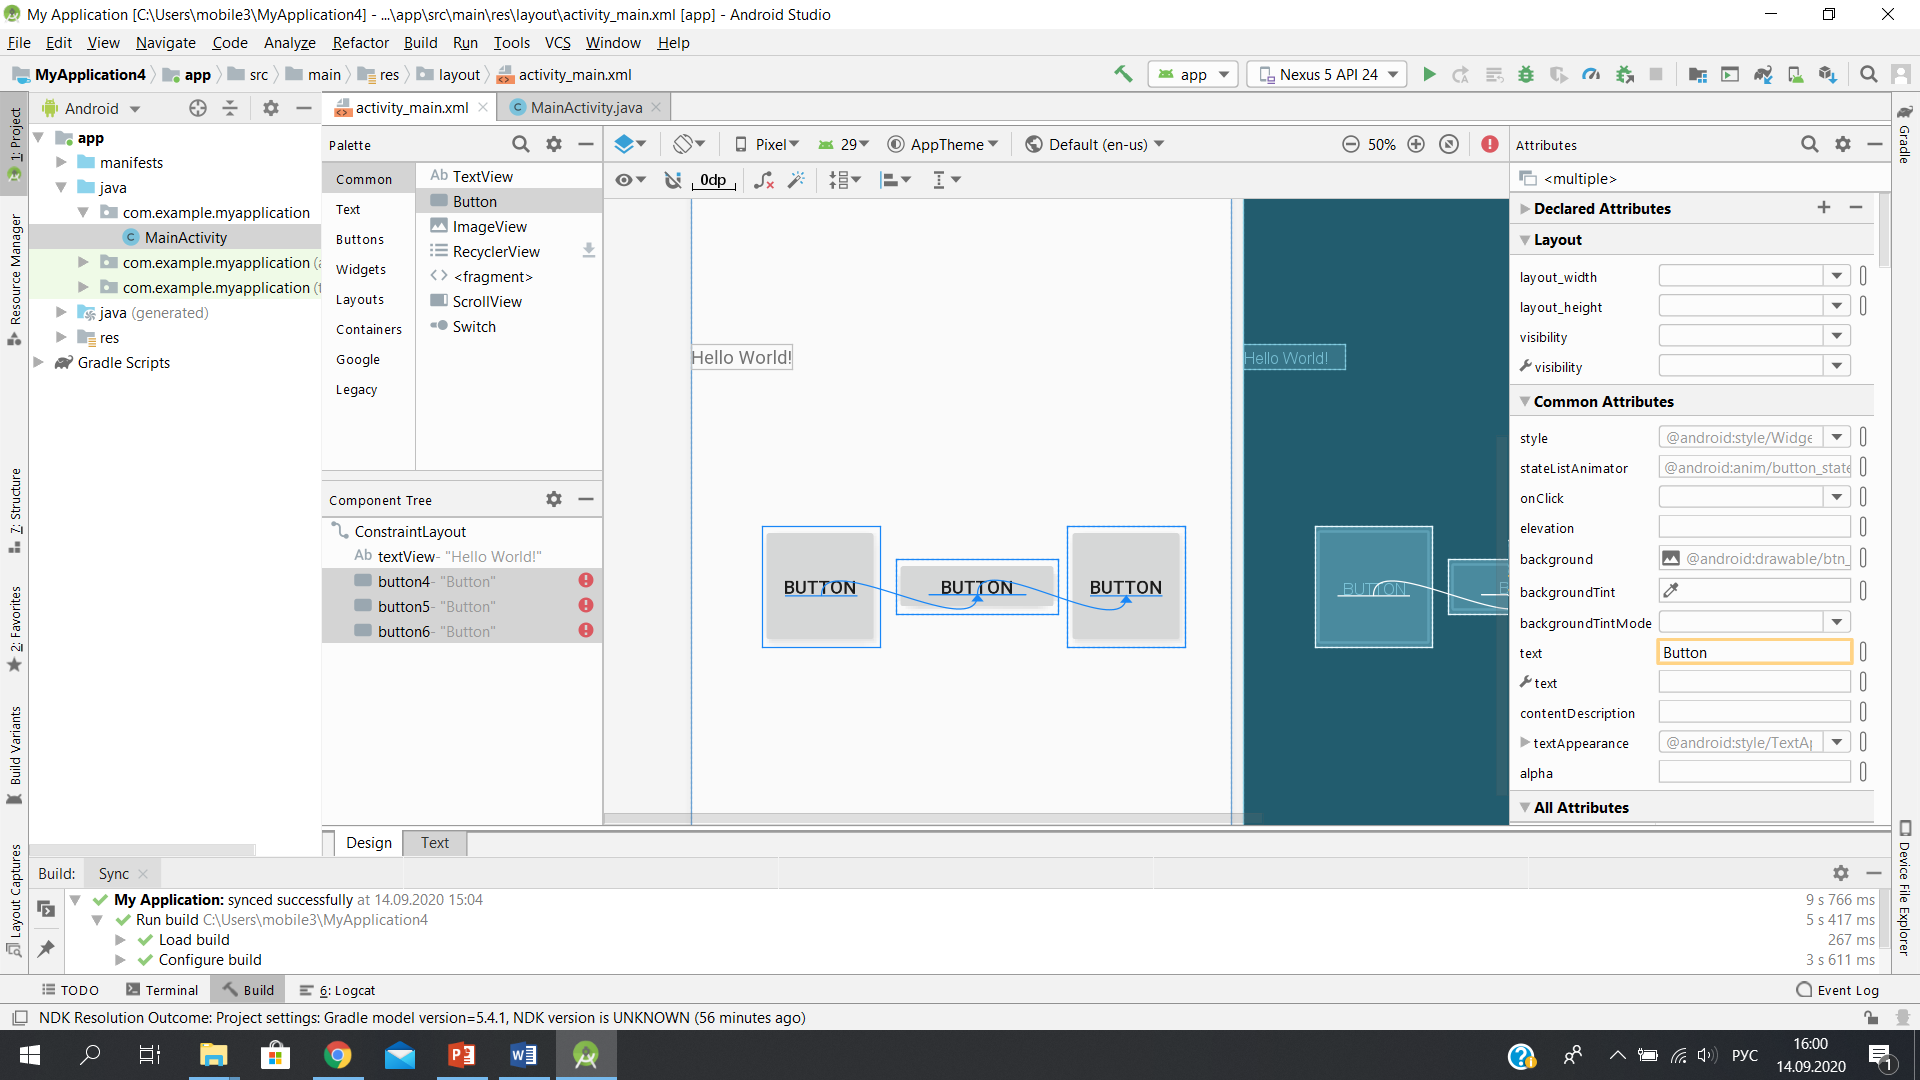 My Application [C:\Users\mobile3\MyApplication4] - ...\app\src\main\res\layout\activity_main.xml [app] - Android Studio
File Edit View Navigate Code Analyze Refactor Build Run Tools VCS Window Help
MyApplication4 app src main res layout activity_main.xml app Nexus 5 API 24
1: Project
Resource Manager
7: Structure
2: Favorites
Build Variants
Layout Captures
Android
app
manifests
java
com.example.myapplication
MainActivity
com.example.myapplication (a
com.example.myapplication (t
java (generated)
res
Gradle Scripts
activity_main.xml MainActivity.java
Palette
Common
Text
Buttons
Widgets
Layouts
Containers
Google
Legacy
Ab TextView
Button
ImageView
RecyclerView
<fragment>
ScrollView
Switch
Component Tree
ConstraintLayout
Ab textView- "Hello World!"
button4- "Button"
button5- "Button"
button6- "Button"
Pixel 29 AppTheme Default (en-us) 50%
0dp
Hello World!
BUTTON BUTTON BUTTON
Hello World!
BUTTON
Design Text
Attributes
<multiple>
Declared Attributes
Layout
layout_width
layout_height
visibility
visibility
Common Attributes
style @android:style/Widge
stateListAnimator @android:anim/button_state
onClick
elevation
background @android:drawable/btn_
backgroundTint
backgroundTintMode
text Button
text
contentDescription
textAppearance @android:style/TextAp
alpha
All Attributes
Gradle
Device File Explorer
Build: Sync
My Application: synced successfully at 14.09.2020 15:04 9 s 766 ms
Run build C:\Users\mobile3\MyApplication4 5 s 417 ms
Load build 267 ms
Configure build 3 s 611 ms
TODO Terminal Build 6: Logcat Event Log
NDK Resolution Outcome: Project settings: Gradle model version=5.4.1, NDK version is UNKNOWN (56 minutes ago)
РУС
16:00
14.09.2020
1